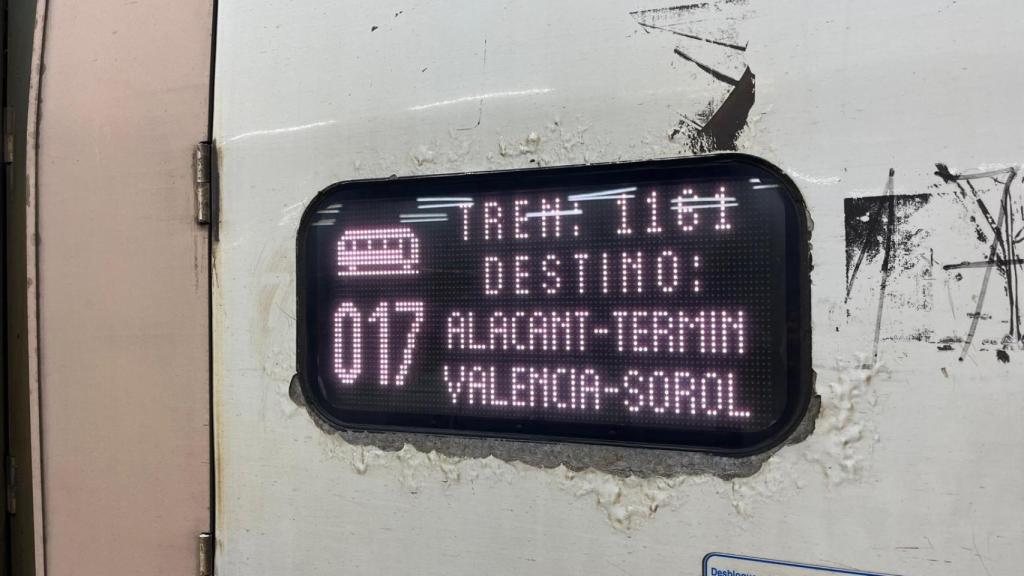 TREN: 1161
DESTINO:
017
ALACANT-TERMIN
VALENCIA-SOROL